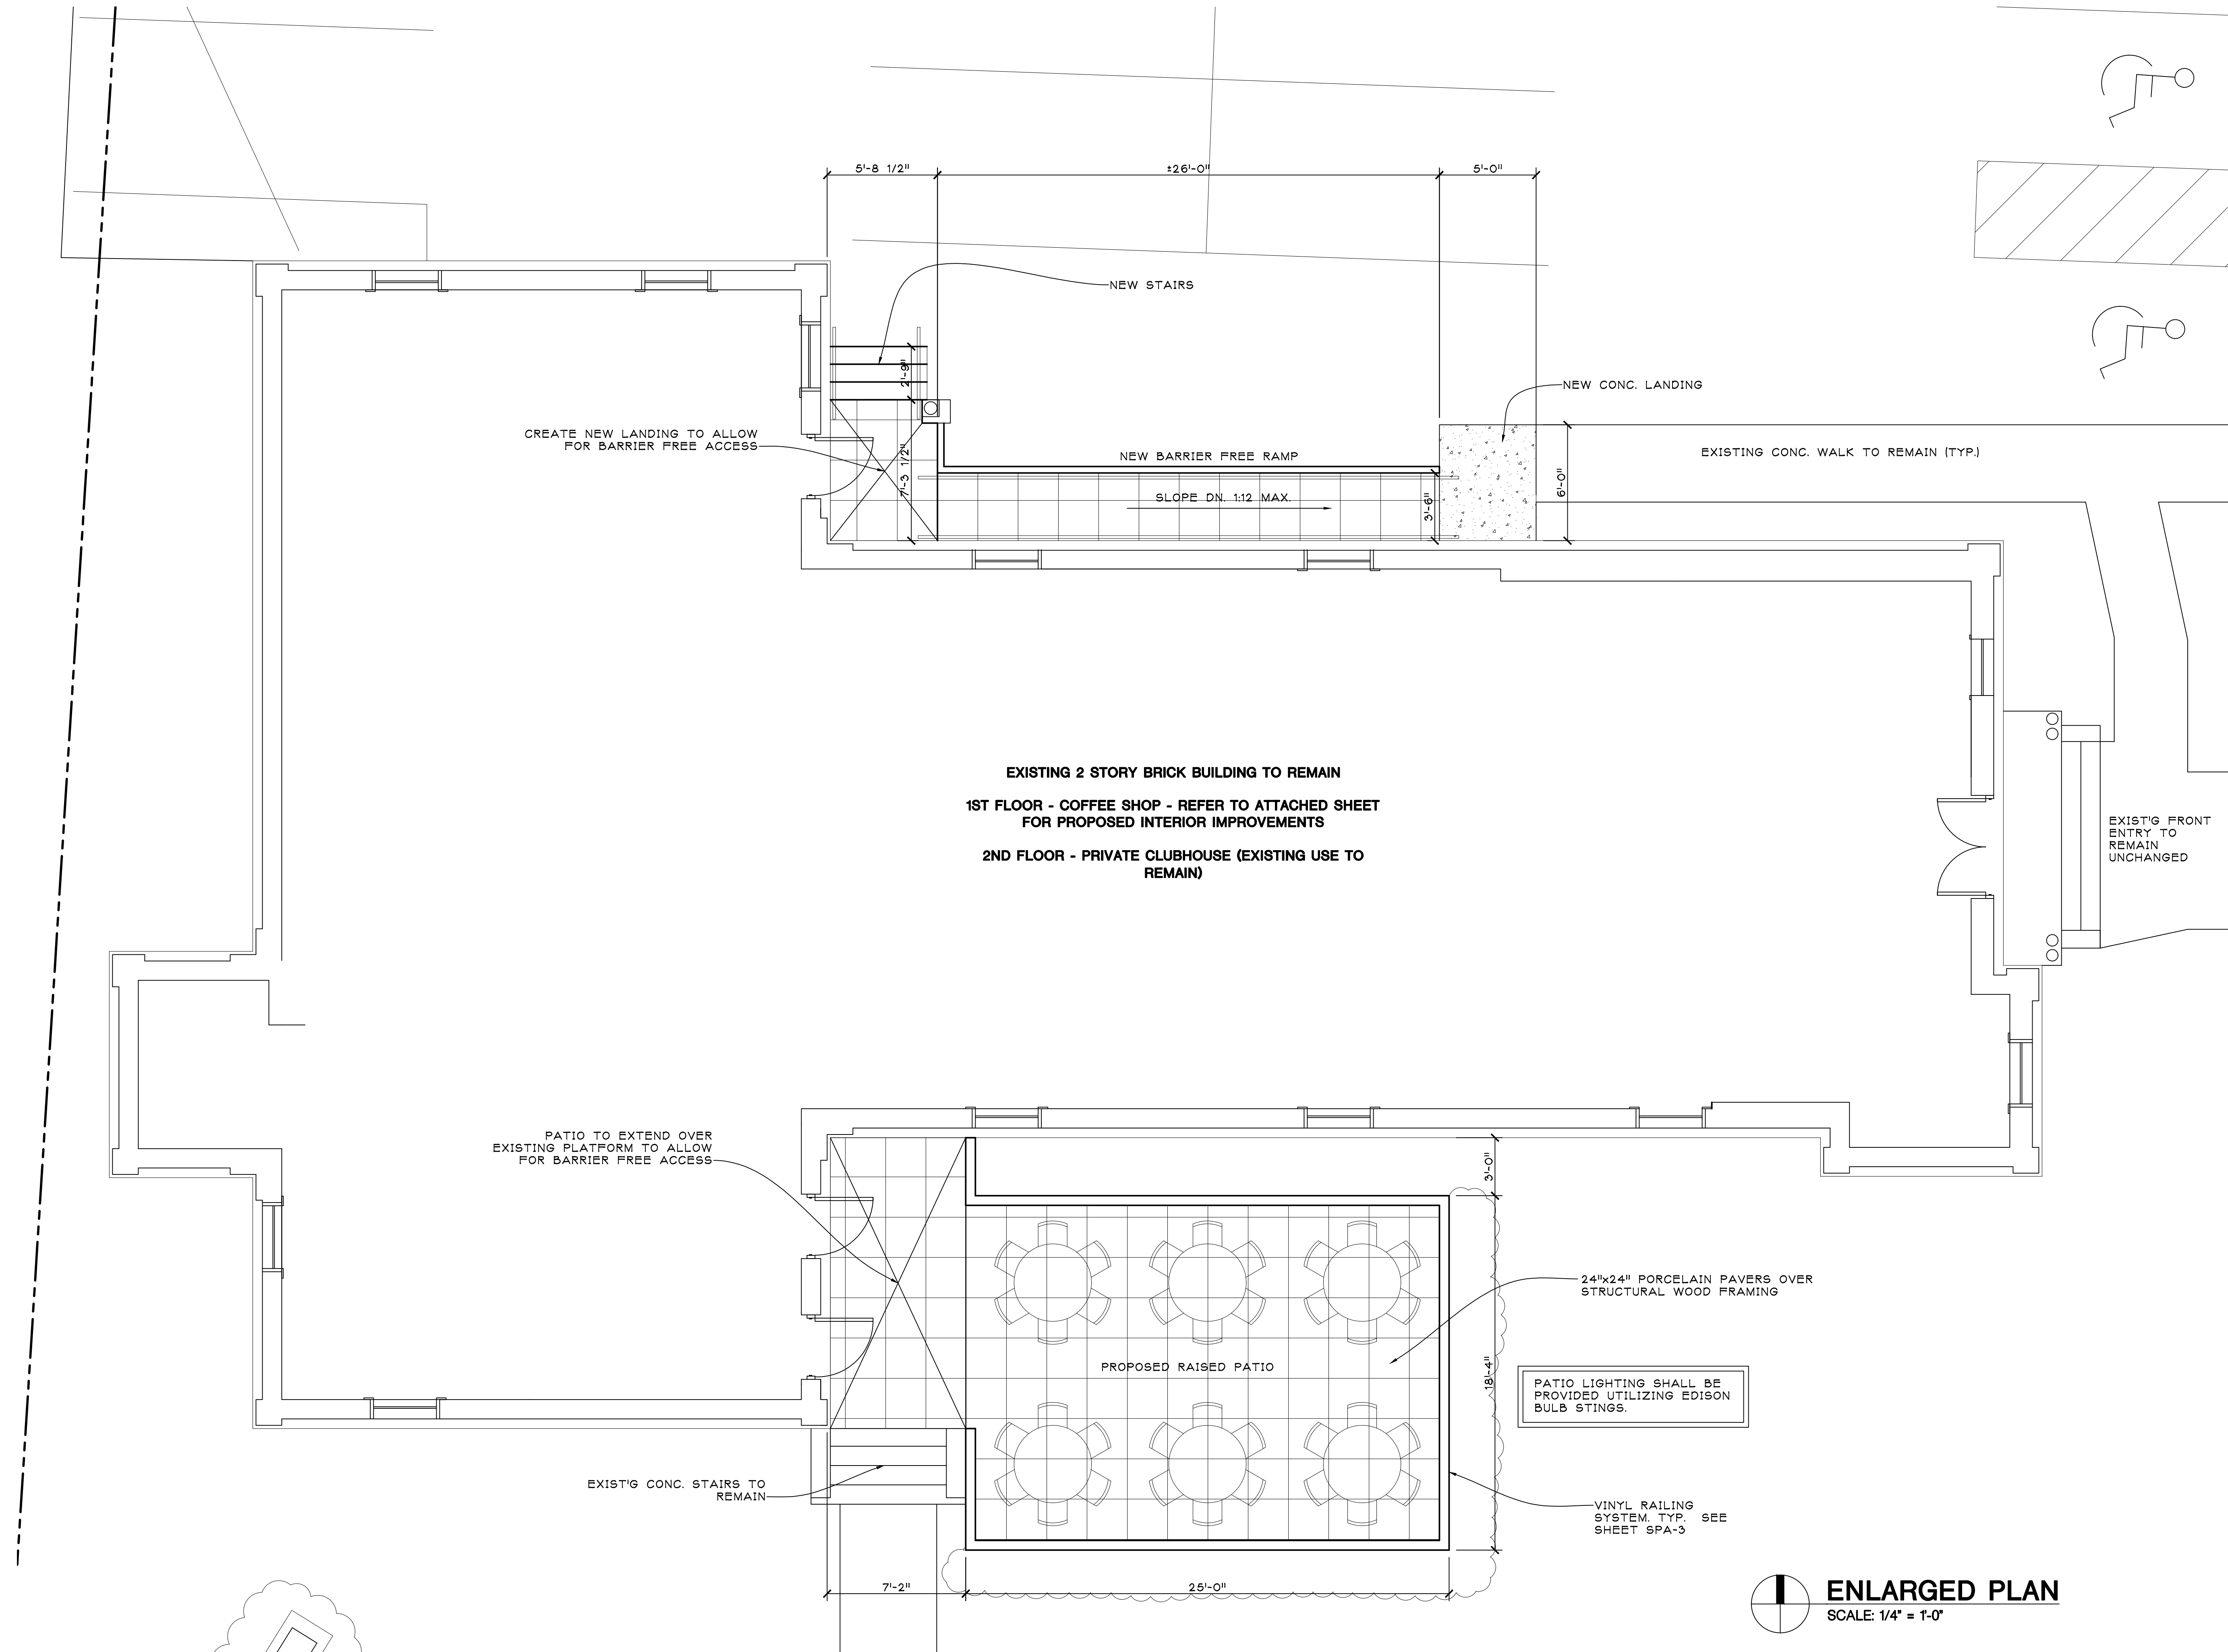 5'-8 1/2"
±26'-0"
5'-0"
NEW STAIRS
2'-9"
NEW CONC. LANDING
CREATE NEW LANDING TO ALLOW
FOR BARRIER FREE ACCESS
7'-3 1/2"
NEW BARRIER FREE RAMP
EXISTING CONC. WALK TO REMAIN (TYP.)
SLOPE DN. 1:12 MAX.
3'-6"
6'-0"
EXISTING 2 STORY BRICK BUILDING TO REMAIN
1ST FLOOR - COFFEE SHOP - REFER TO ATTACHED SHEET
FOR PROPOSED INTERIOR IMPROVEMENTS
2ND FLOOR - PRIVATE CLUBHOUSE (EXISTING USE TO
REMAIN)
EXIST'G FRONT
ENTRY TO
REMAIN
UNCHANGED
PATIO TO EXTEND OVER
EXISTING PLATFORM TO ALLOW
FOR BARRIER FREE ACCESS
3'-0"
24"x24" PORCELAIN PAVERS OVER
STRUCTURAL WOOD FRAMING
PROPOSED RAISED PATIO
18'-4"
PATIO LIGHTING SHALL BE
PROVIDED UTILIZING EDISON
BULB STINGS.
EXIST'G CONC. STAIRS TO
REMAIN
VINYL RAILING
SYSTEM. TYP. SEE
SHEET SPA-3
7'-2"
25'-0"
ENLARGED PLAN
SCALE: 1/4" = 1'-0"